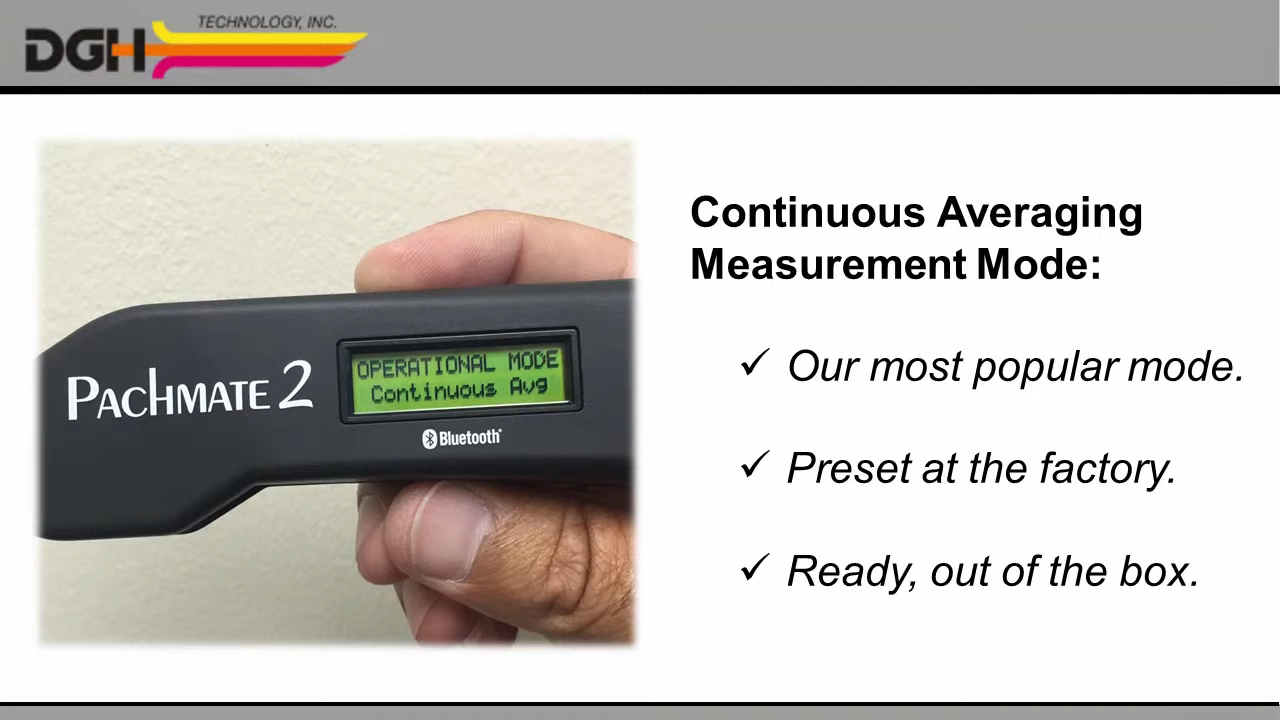 TECHNOLOGY, INC.
DGH
Continuous Averaging
Measurement Mode:
✓ Our most popular mode.
✓ Preset at the factory.
✓ Ready, out of the box.
PACHMATE 2
OPERATIONAL MODE
Continuous Avg
Bluetooth®